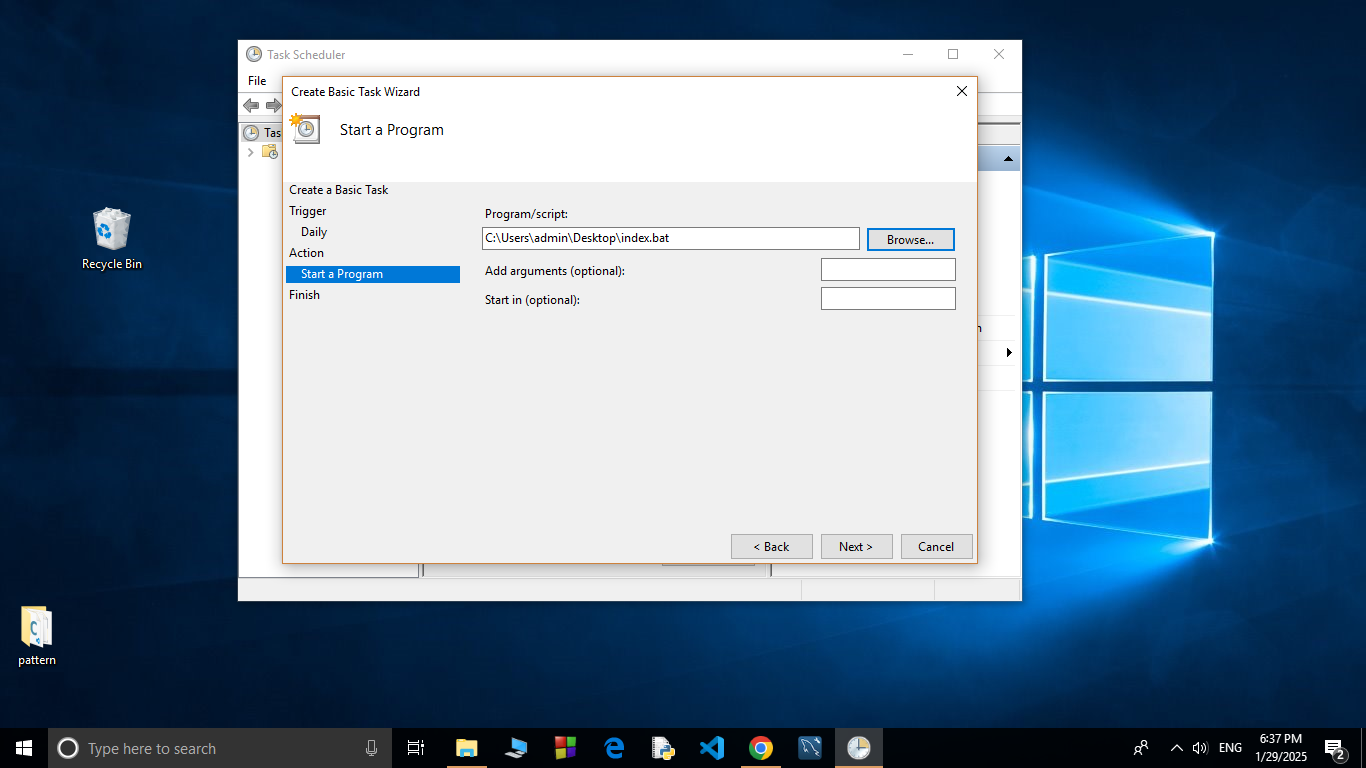 Task Scheduler
File
Create Basic Task Wizard
Start a Program
Tas
Create a Basic Task
Trigger
Daily
Action
Start a Program
Finish
Program/script:
C:\Users\admin\Desktop\index.bat
Browse...
Add arguments (optional):
Start in (optional):
< Back
Next >
Cancel
Recycle Bin
pattern
Type here to search
ENG
6:37 PM
1/29/2025
2